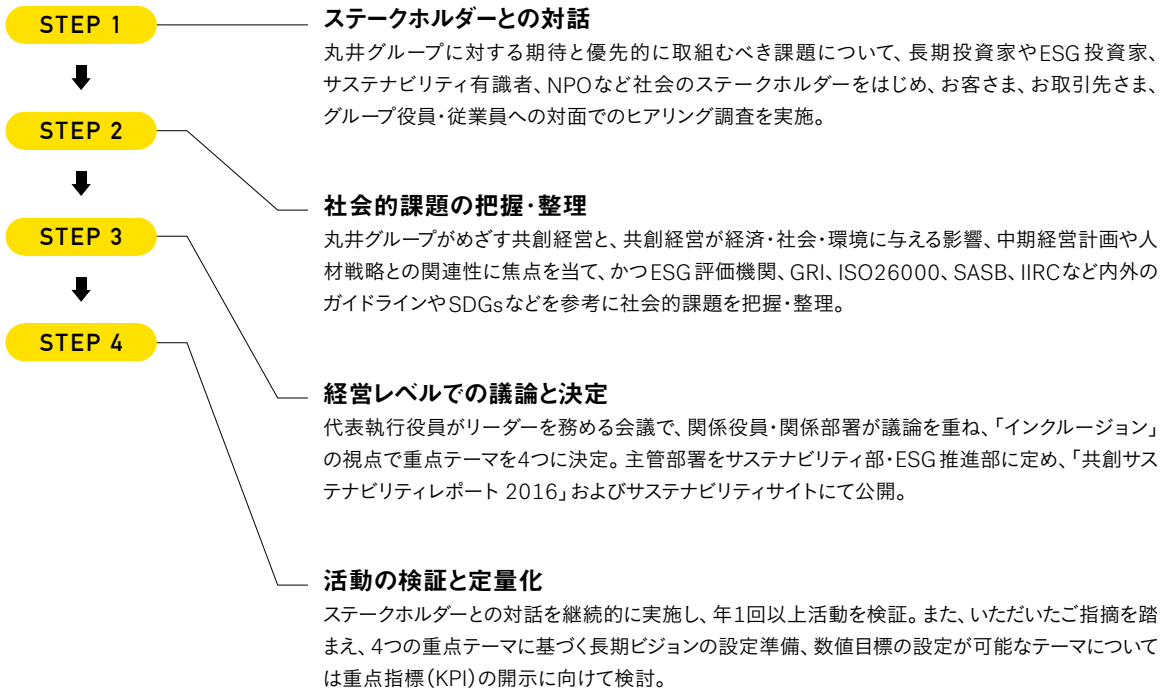 STEP 1
ステークホルダーとの対話
丸井グループに対する期待と優先的に取組むべき課題について、長期投資家やESG投資家、
サステナビリティ有識者、NPOなど社会のステークホルダーをはじめ、お客さま、お取引先さま、
グループ役員・従業員への対面でのヒアリング調査を実施。
STEP 2
社会的課題の把握・整理
丸井グループがめざす共創経営と、共創経営が経済・社会・環境に与える影響、中期経営計画や人
材戦略との関連性に焦点を当て、かつESG評価機関、GRI、ISO26000、SASB、IIRCなど内外の
ガイドラインやSDGsなどを参考に社会的課題を把握・整理。
STEP 3
経営レベルでの議論と決定
代表執行役員がリーダーを務める会議で、関係役員・関係部署が議論を重ね、「インクルージョン」
の視点で重点テーマを4つに決定。主管部署をサステナビリティ部・ESG推進部に定め、「共創サス
テナビリティレポート 2016」およびサステナビリティサイトにて公開。
STEP 4
活動の検証と定量化
ステークホルダーとの対話を継続的に実施し、年1回以上活動を検証。また、いただいたご指摘を踏
まえ、4つの重点テーマに基づく長期ビジョンの設定準備、数値目標の設定が可能なテーマについて
は重点指標(KPI)の開示に向けて検討。